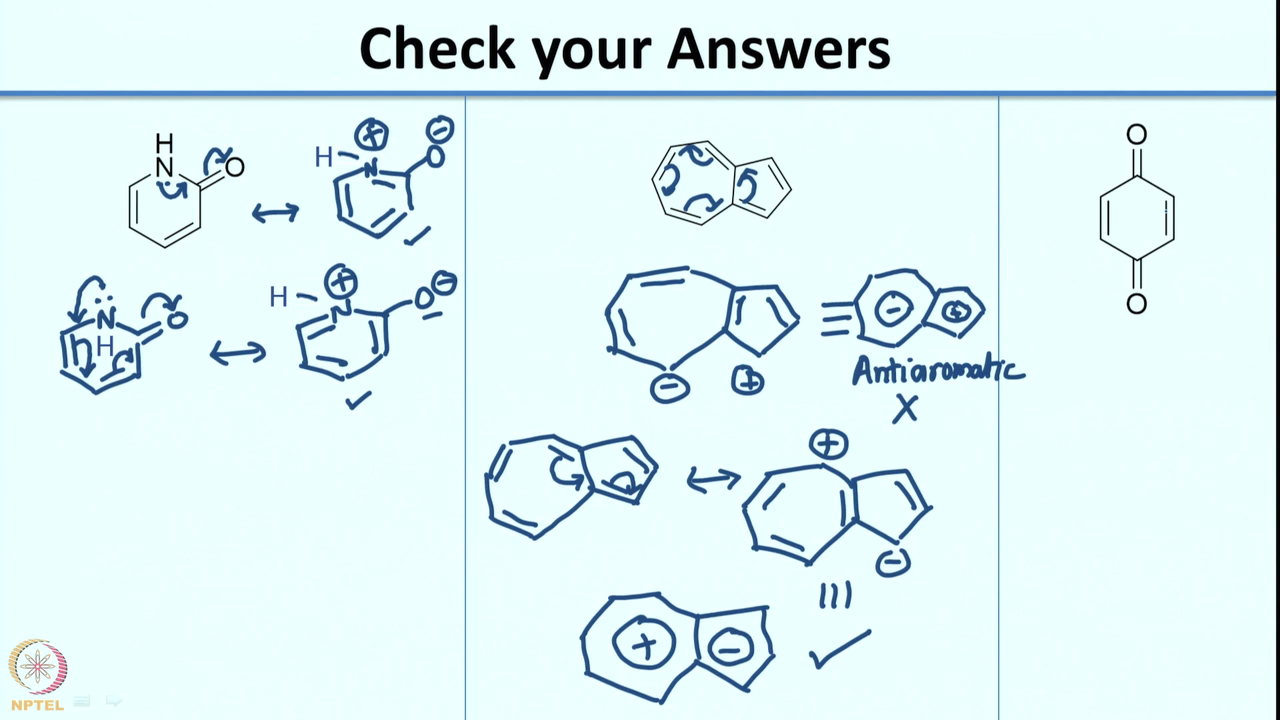 Check your Answers
H
N
O
H
N
⊕
O
⊖
✓
N
H
O
H
N
⊕
O
⊖
✓
⊖
⊕
≡
⊖
⊕
Antiaromatic
X
⊕
⊖
+
−
✓
O
O
NPTEL